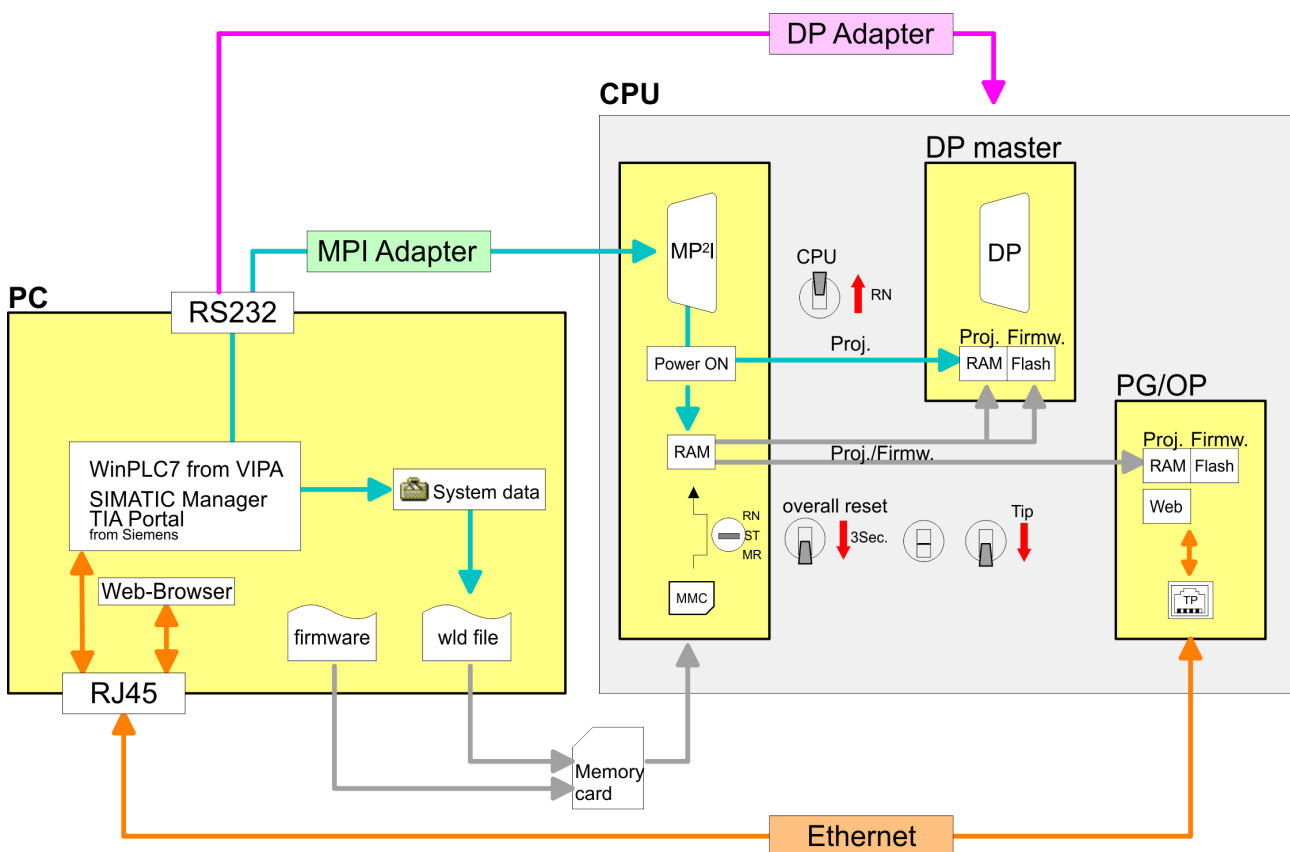 DP Adapter
CPU
DP master
MPI Adapter
MP²I
DP
CPU
RN
PC
RS232
Proj.
Proj. Firmw.
Power ON
RAM
Flash
PG/OP
RAM
Proj./Firmw.
Proj. Firmw.
RAM
Flash
WinPLC7 from VIPA
SIMATIC Manager
TIA Portal
from Siemens
System data
Web
RN
ST
MR
overall reset
3Sec.
Tip
Web-Browser
MMC
TP
firmware
wld file
RJ45
Memory
card
Ethernet